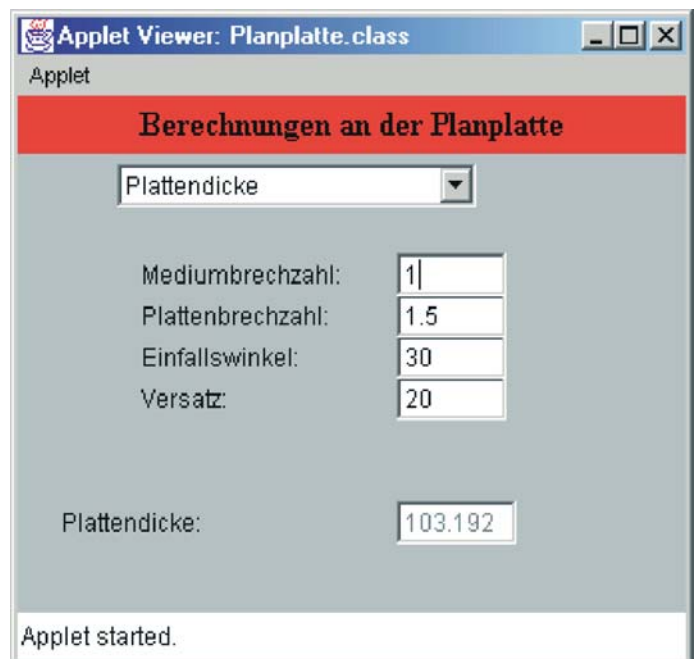 Applet Viewer: Planplatte.class
Applet
Berechnungen an der Planplatte
Plattendicke
Mediumbrechzahl: 1
Plattenbrechzahl: 1.5
Einfallswinkel: 30
Versatz: 20
Plattendicke: 103.192
Applet started.